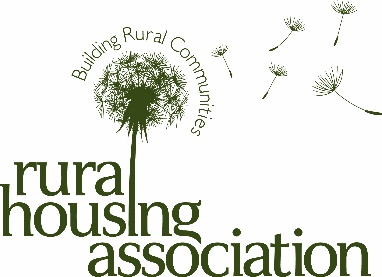 Building Rural Communities
rural
housing
association